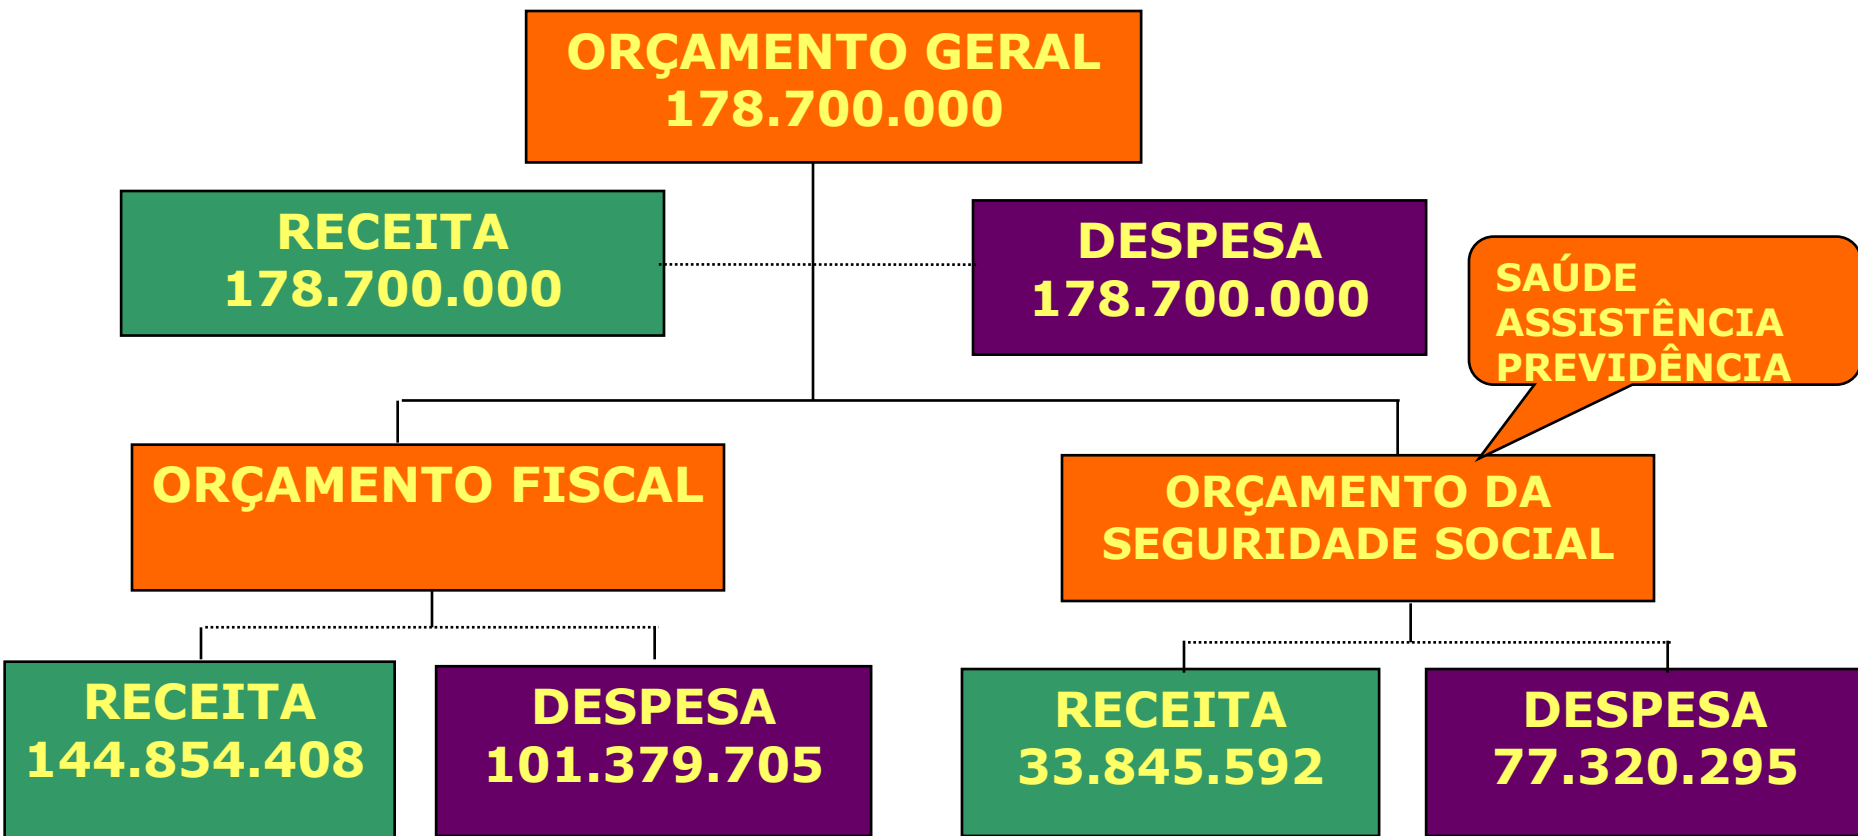 ORÇAMENTO GERAL
178.700.000
RECEITA
178.700.000
DESPESA
178.700.000
SAÚDE
ASSISTÊNCIA
PREVIDÊNCIA
ORÇAMENTO FISCAL
ORÇAMENTO DA
SEGURIDADE SOCIAL
RECEITA
144.854.408
DESPESA
101.379.705
RECEITA
33.845.592
DESPESA
77.320.295